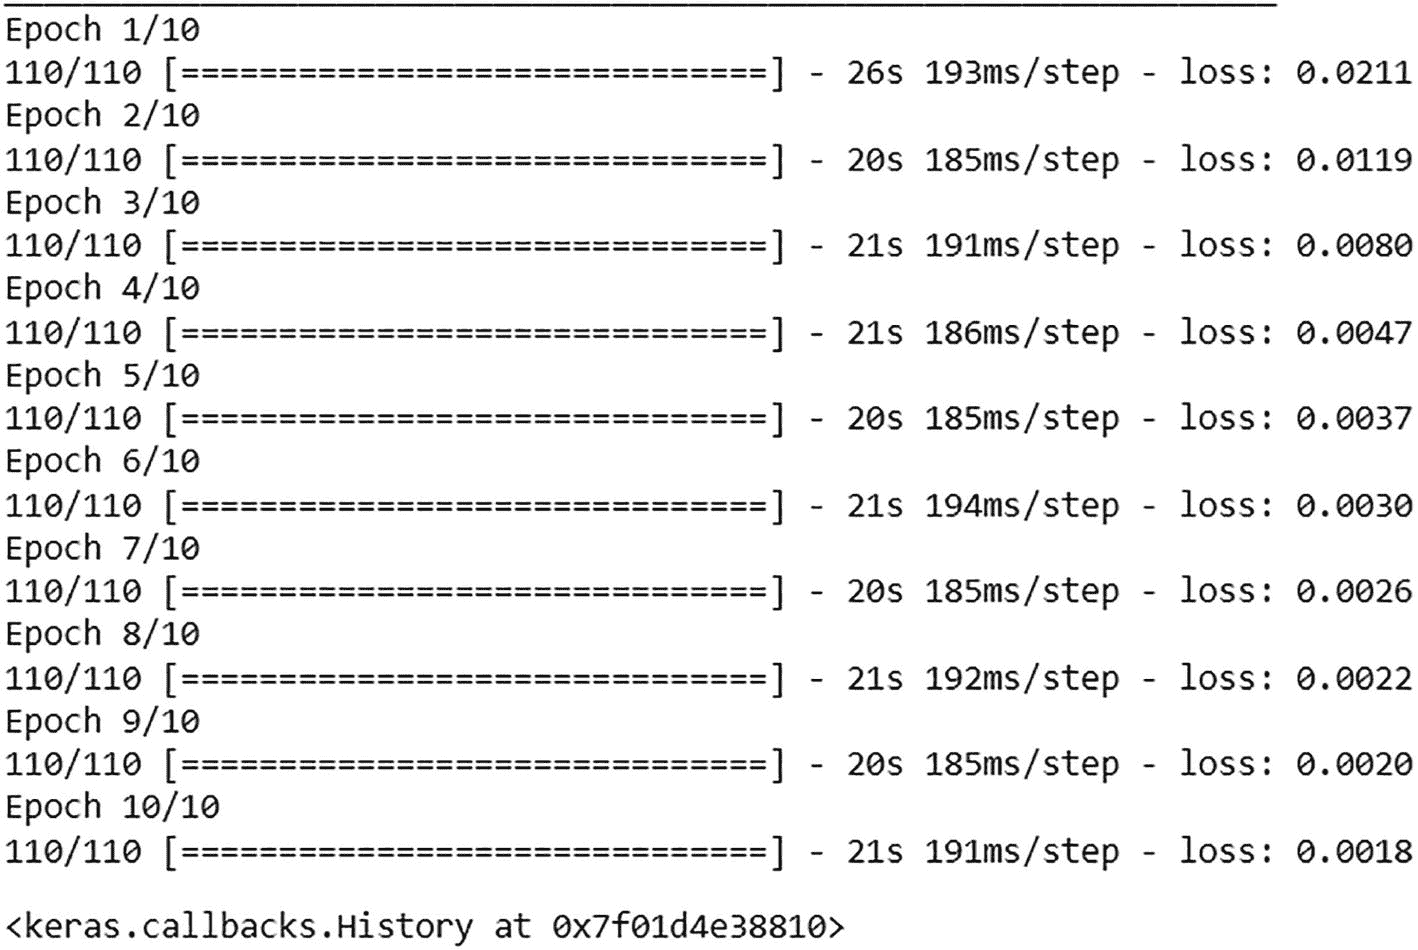 Epoch 1/10
110/110 [==============================] - 26s 193ms/step - loss: 0.0211
Epoch 2/10
110/110 [==============================] - 20s 185ms/step - loss: 0.0119
Epoch 3/10
110/110 [==============================] - 21s 191ms/step - loss: 0.0080
Epoch 4/10
110/110 [==============================] - 21s 186ms/step - loss: 0.0047
Epoch 5/10
110/110 [==============================] - 20s 185ms/step - loss: 0.0037
Epoch 6/10
110/110 [==============================] - 21s 194ms/step - loss: 0.0030
Epoch 7/10
110/110 [==============================] - 20s 185ms/step - loss: 0.0026
Epoch 8/10
110/110 [==============================] - 21s 192ms/step - loss: 0.0022
Epoch 9/10
110/110 [==============================] - 20s 185ms/step - loss: 0.0020
Epoch 10/10
110/110 [==============================] - 21s 191ms/step - loss: 0.0018
<keras.callbacks.History at 0x7f01d4e38810>